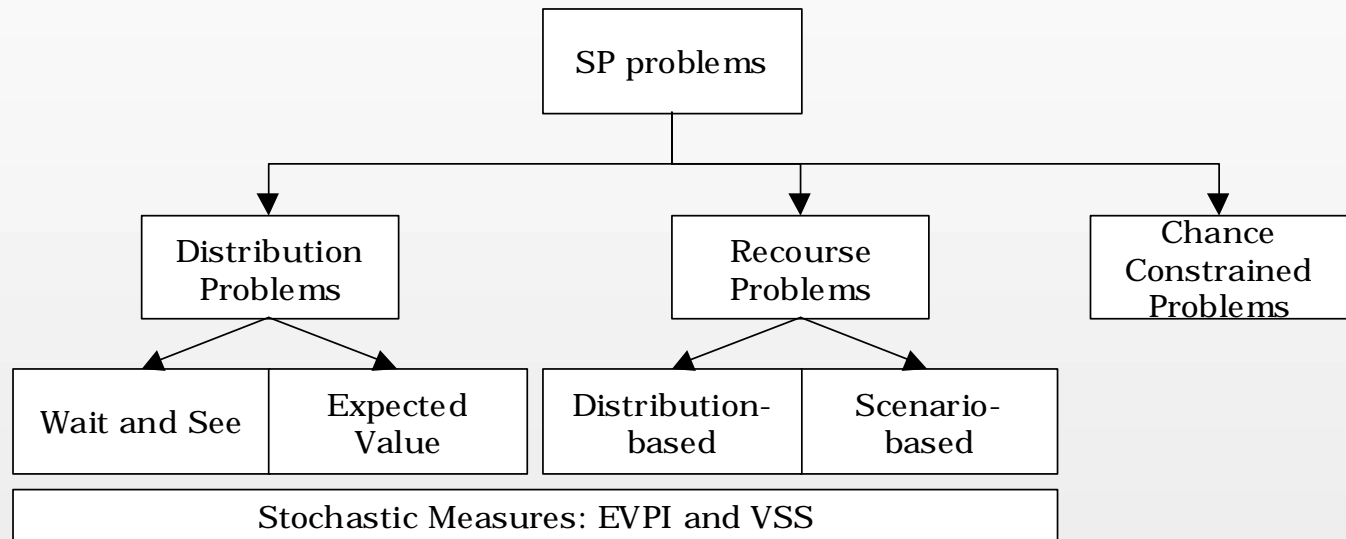 SP problems
Distribution
Problems
Recourse
Problems
Chance
Constrained
Problems
Wait and See
Expected
Value
Distribution-
based
Scenario-
based
Stochastic Measures: EVPI and VSS